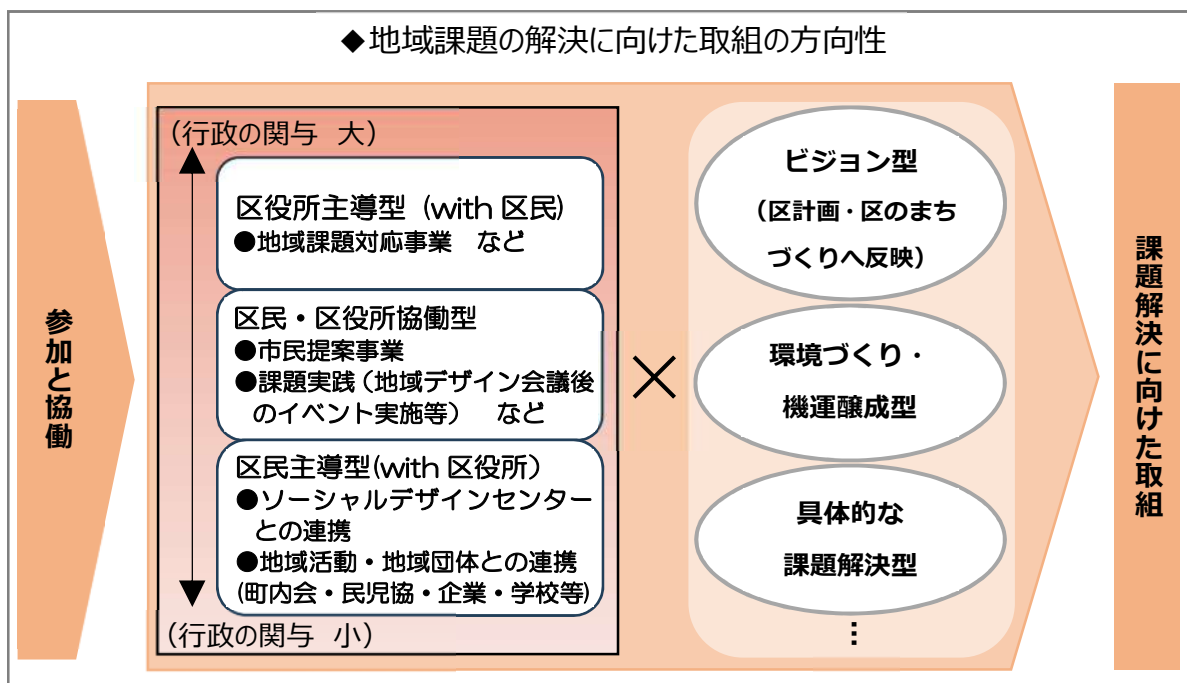 ◆地域課題の解決に向けた取組の方向性
参加と協働
（行政の関与　大）
区役所主導型（with 区民）
●地域課題対応事業　など
区民・区役所協働型
●市民提案事業
●課題実践（地域デザイン会議後
のイベント実施等）　など
区民主導型(with 区役所）
●ソーシャルデザインセンター
との連携
●地域活動・地域団体との連携
(町内会・民児協・企業・学校等)
（行政の関与　小）
×
ビジョン型
（区計画・区のまち
づくりへ反映）
環境づくり・
機運醸成型
具体的な
課題解決型
…
課題解決に向けた取組